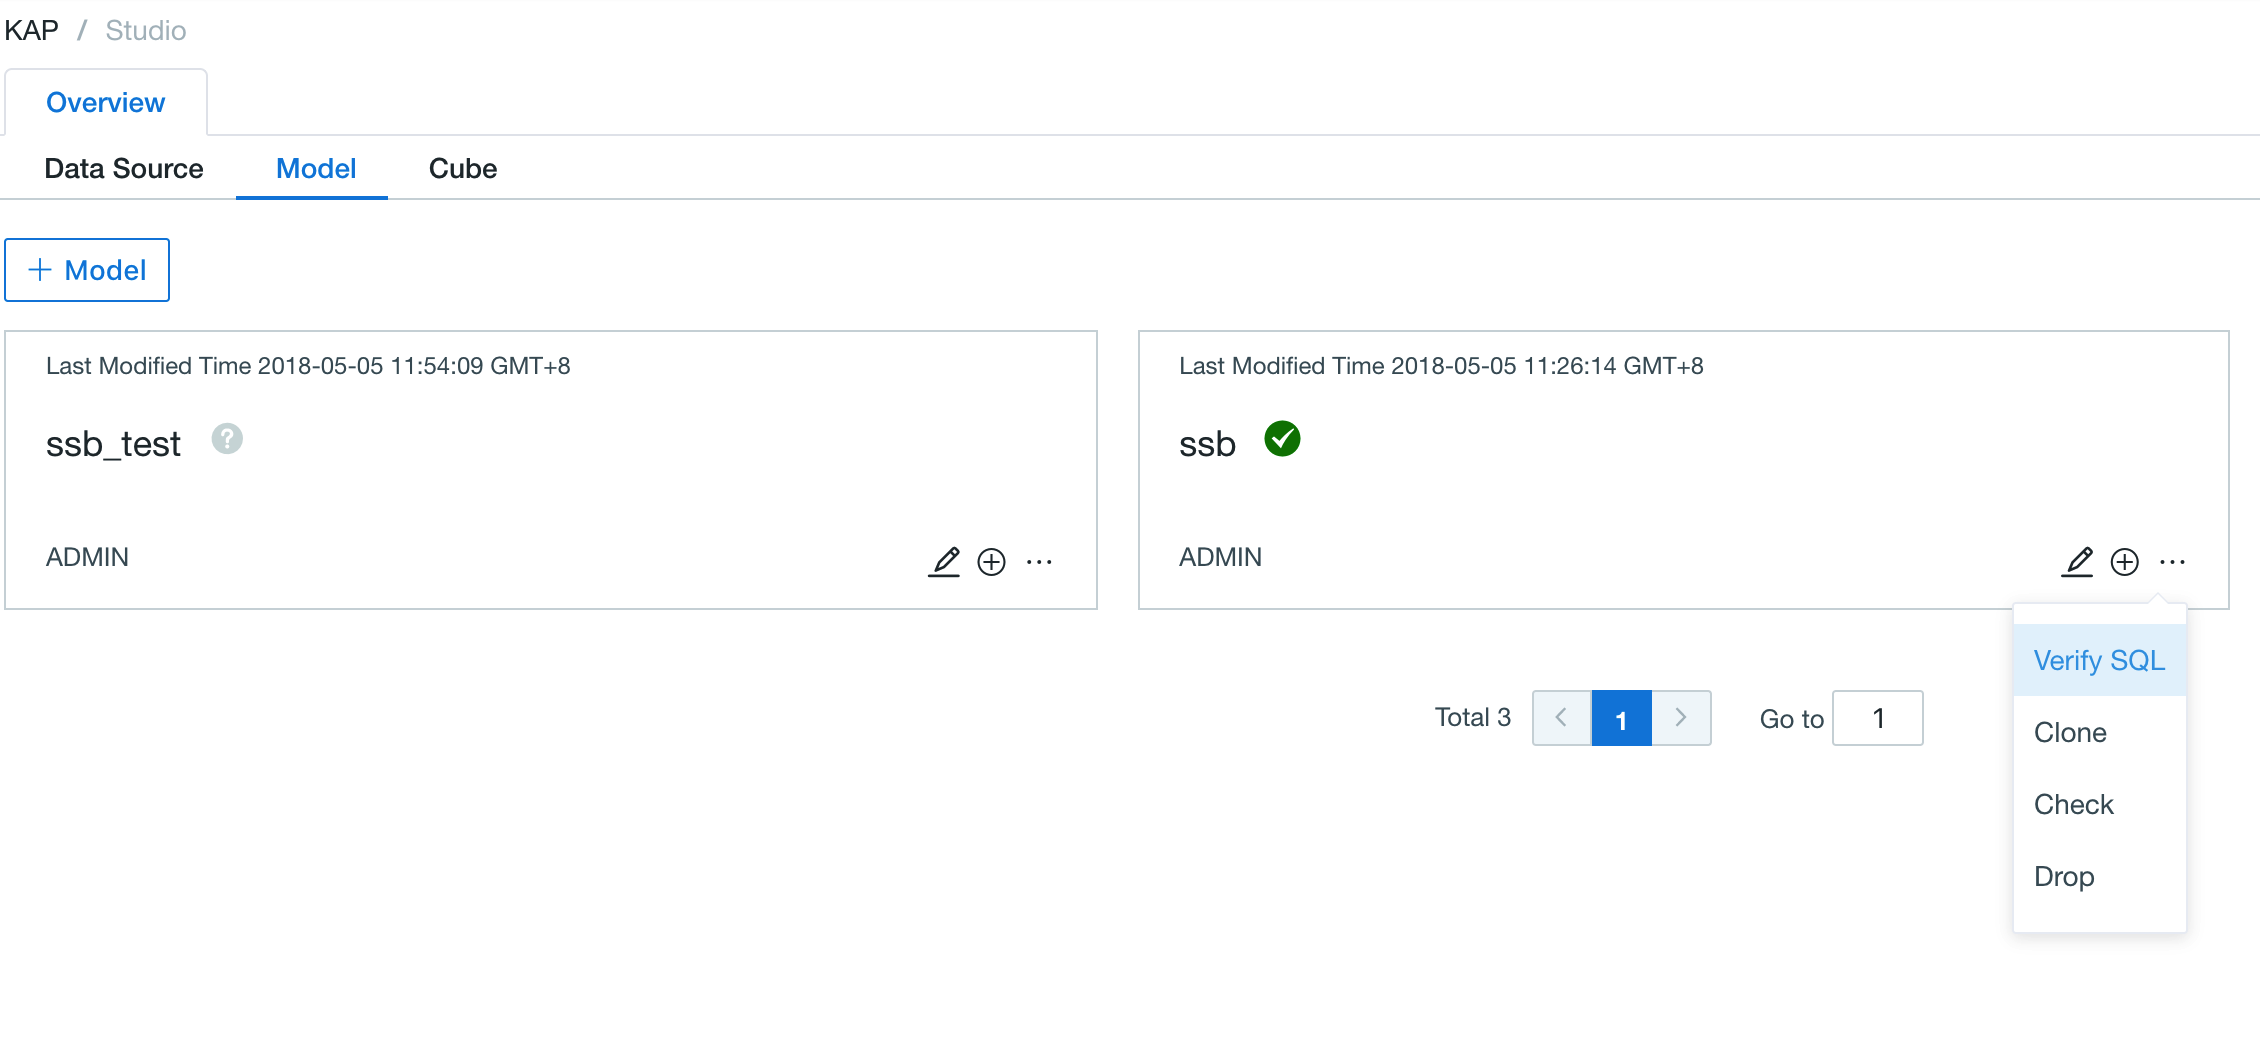 KAP / Studio
Overview
Data Source Model Cube
+ Model
Last Modified Time 2018-05-05 11:54:09 GMT+8
ssb_test ?
ADMIN
Last Modified Time 2018-05-05 11:26:14 GMT+8
ssb
ADMIN
Verify SQL
Clone
Check
Drop
Total 3 < 1 > Go to 1